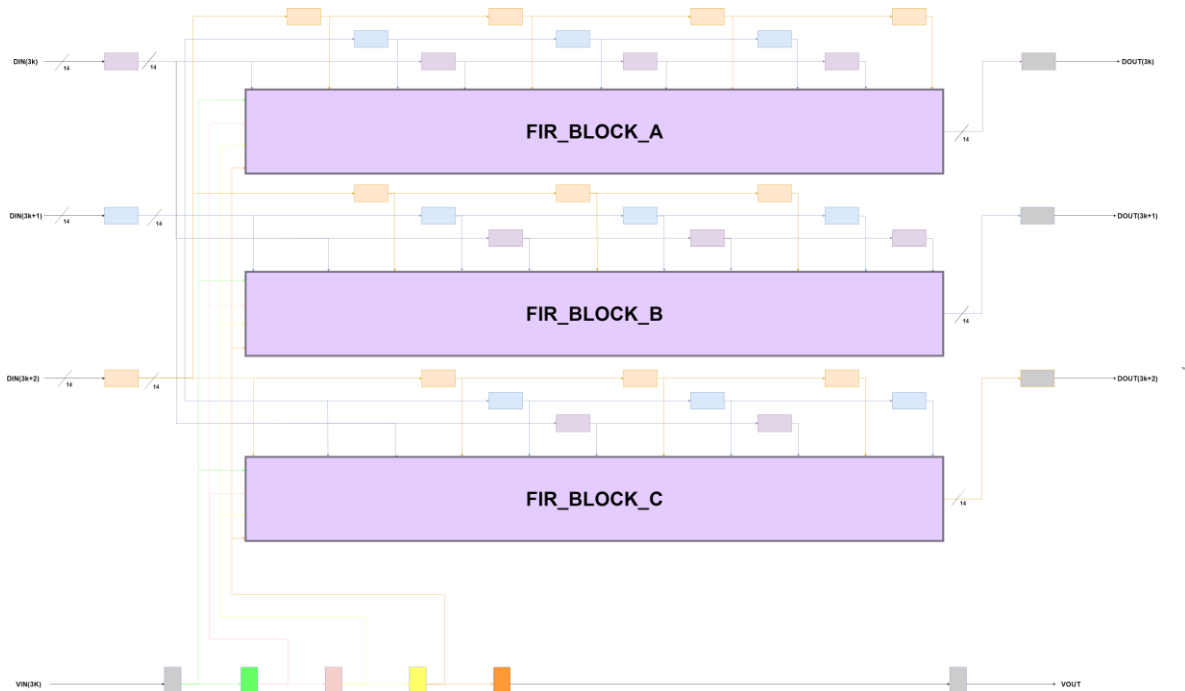 DIN(3k)
14
14
FIR_BLOCK_A
14
DOUT(3k)
DIN(3k+1)
14
14
FIR_BLOCK_B
14
DOUT(3k+1)
DIN(3k+2)
14
14
FIR_BLOCK_C
14
DOUT(3k+2)
VIN(3K)
VOUT